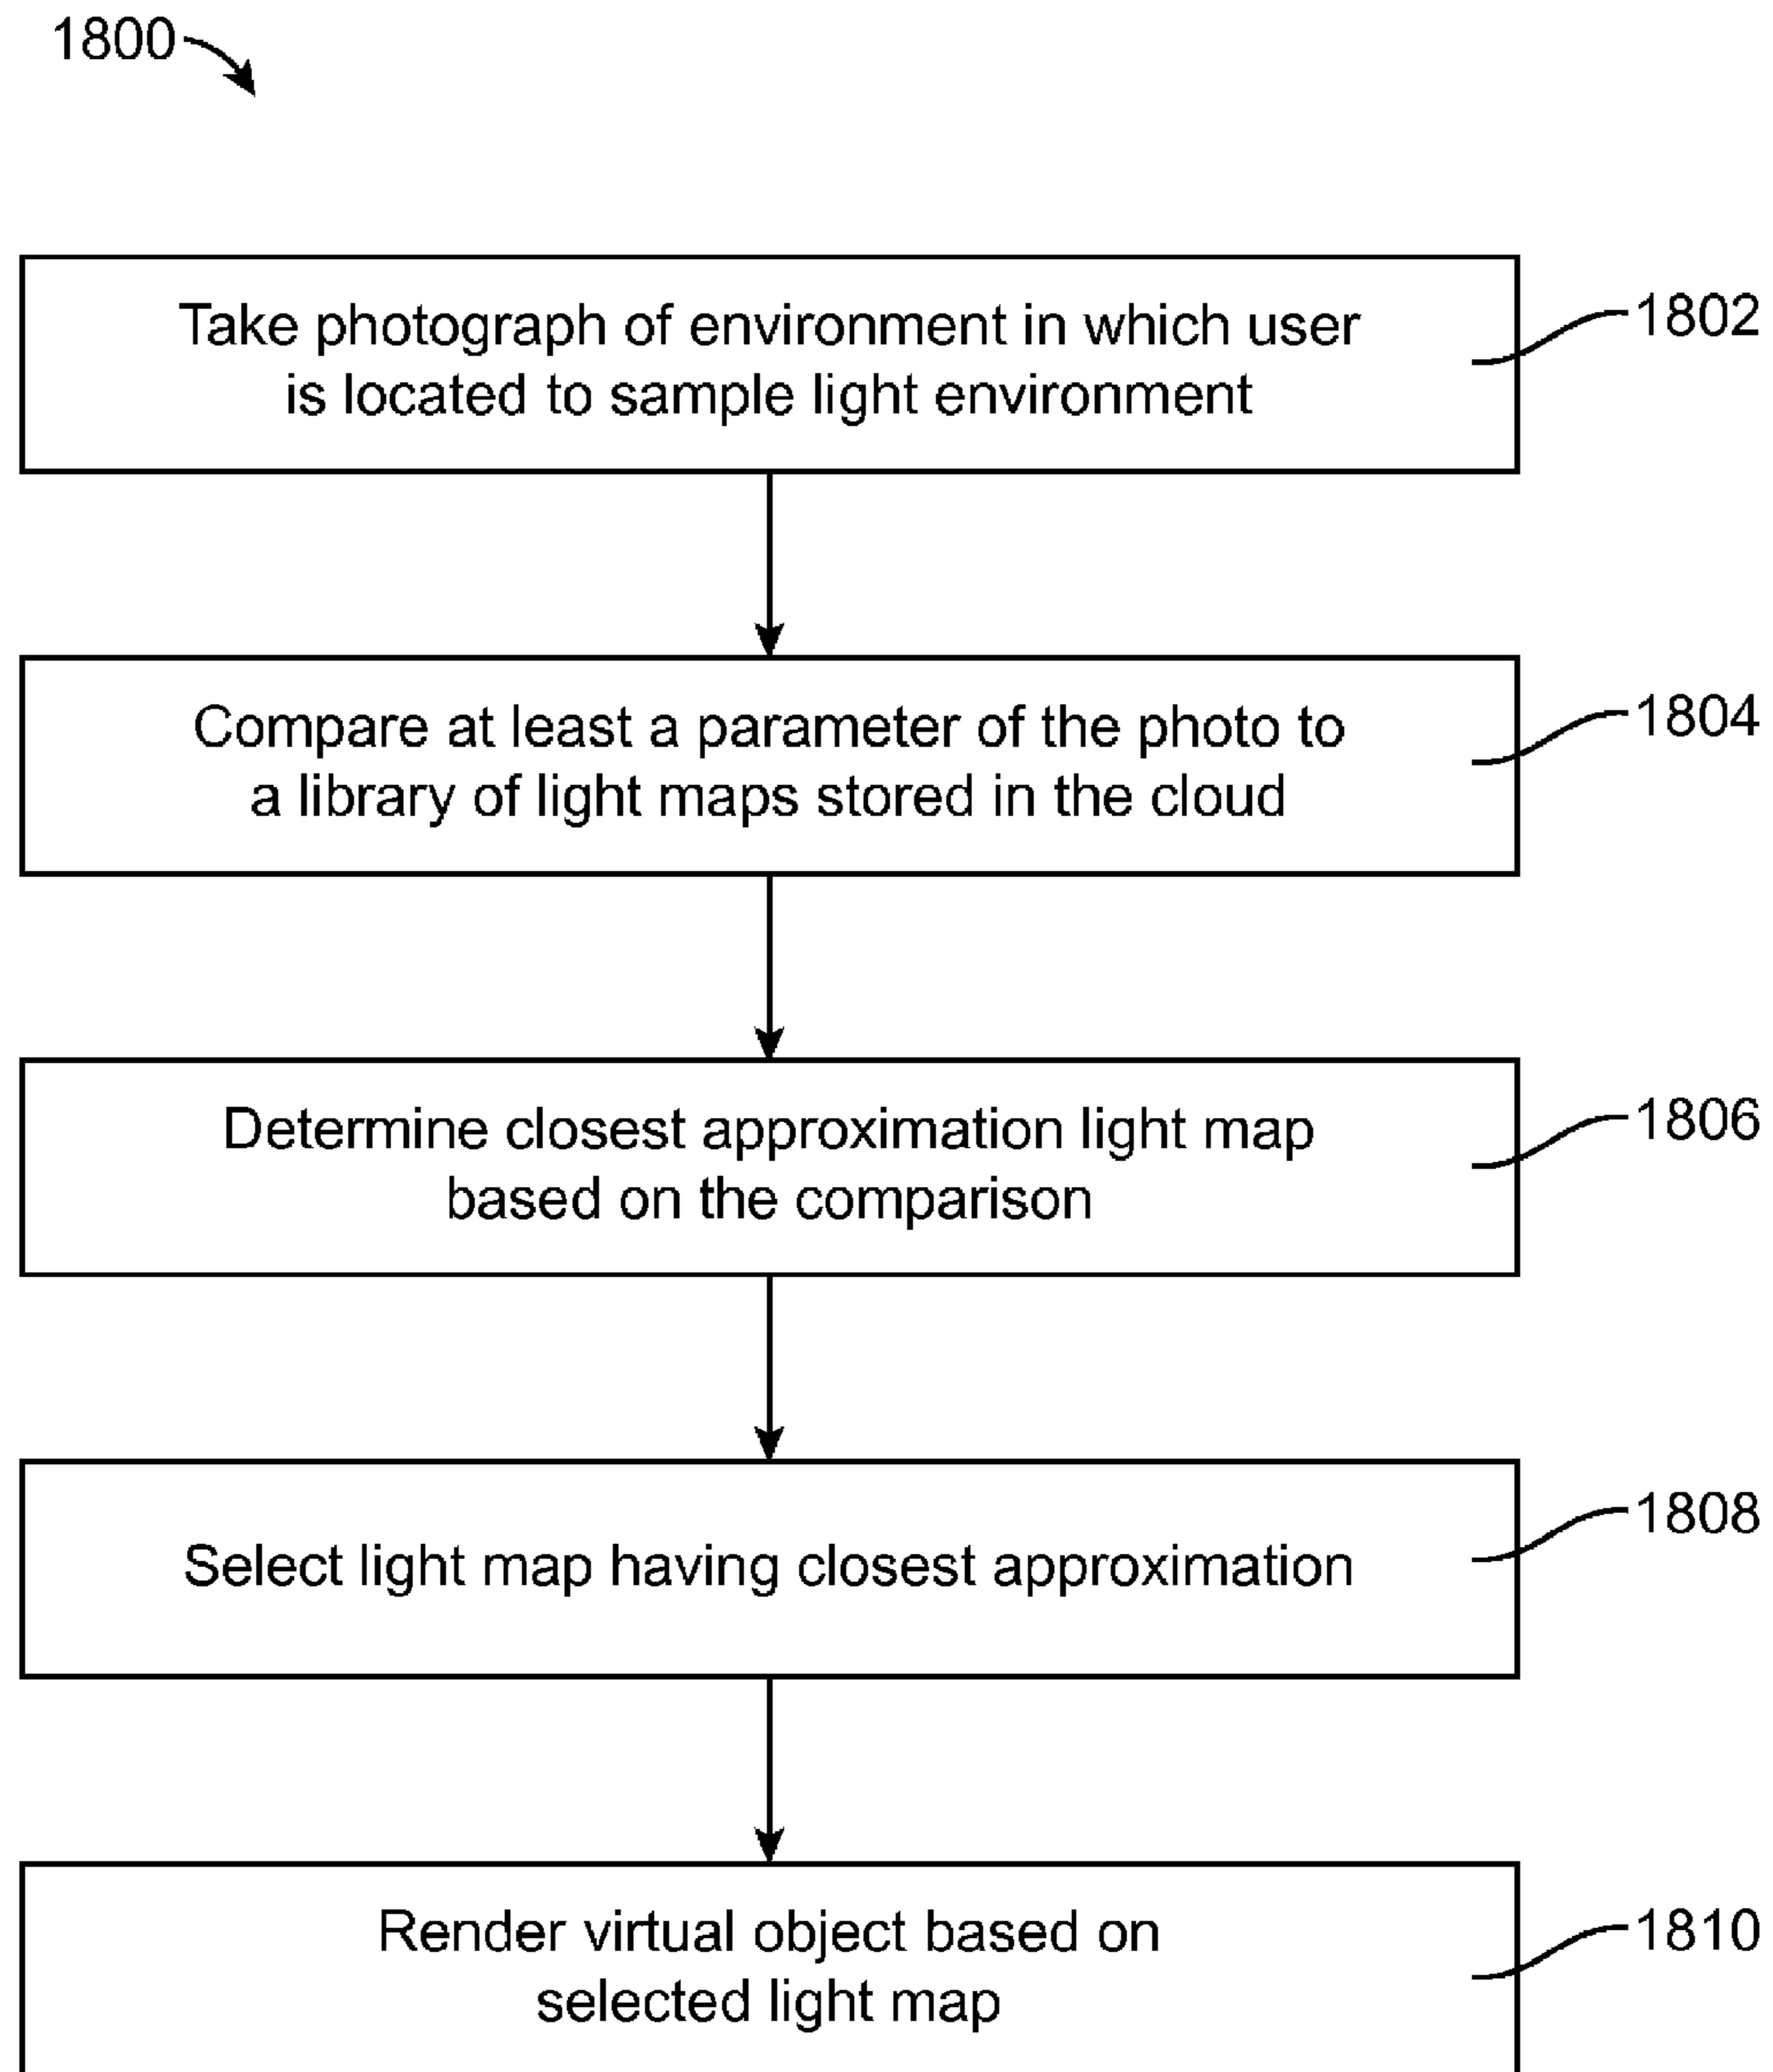 1800
Take photograph of environment in which user
is located to sample light environment
1802
Compare at least a parameter of the photo to
a library of light maps stored in the cloud
1804
Determine closest approximation light map
based on the comparison
1806
Select light map having closest approximation
1808
Render virtual object based on
selected light map
1810